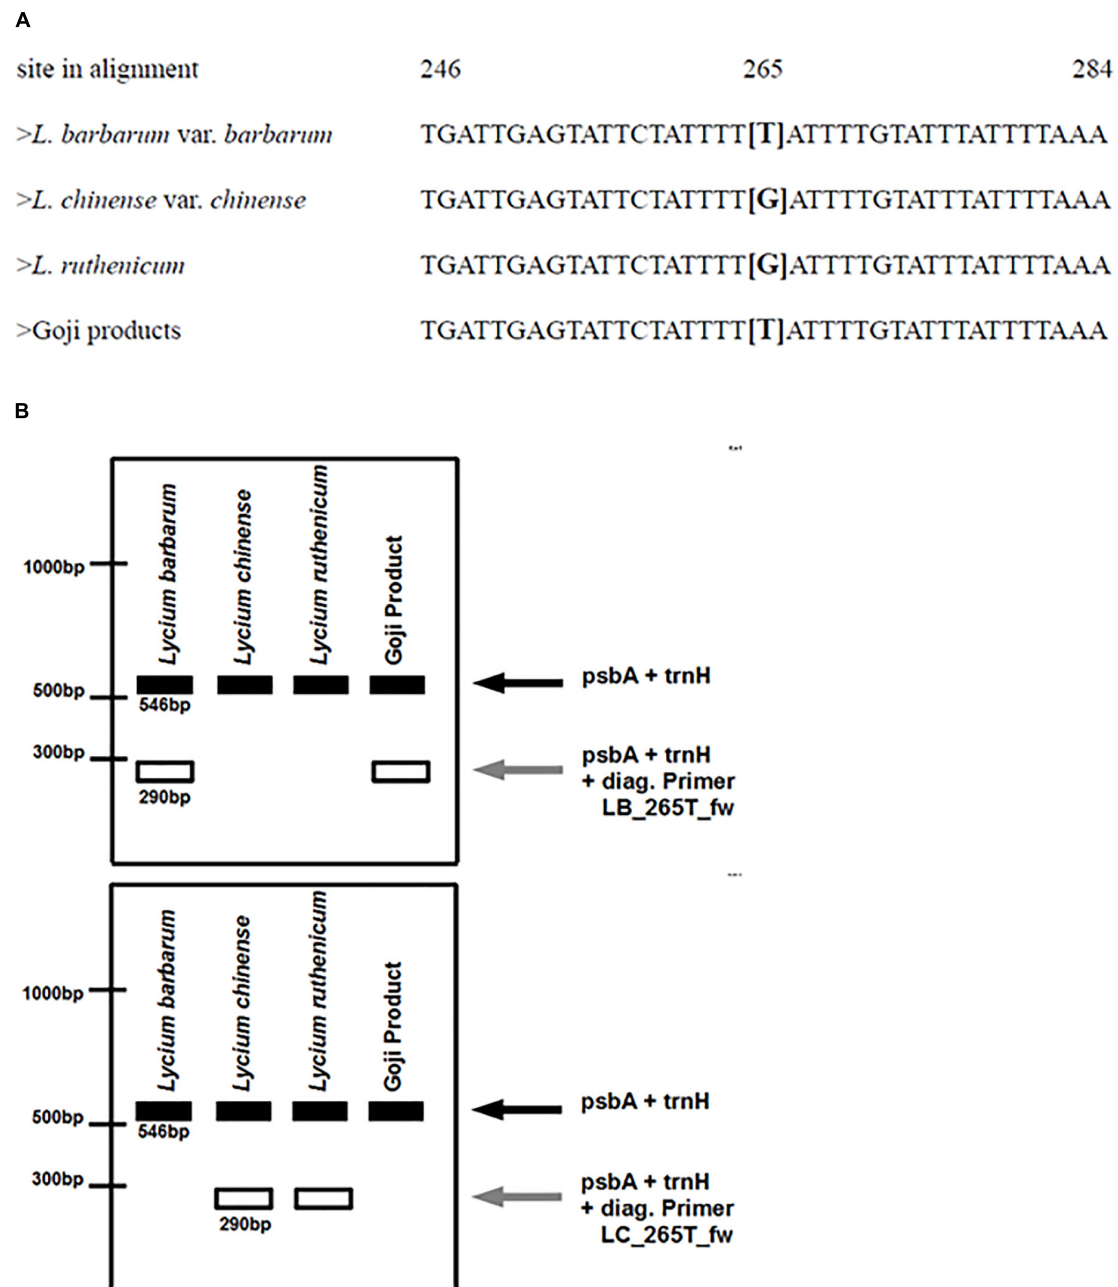 A
site in alignment 246 265 284
>L. barbarum var. barbarum TGATTGAGTATTCTATTTT[T]ATTTTGTATTTATTTTAAA
>L. chinense var. chinense TGATTGAGTATTCTATTTT[G]ATTTTGTATTTATTTTAAA
>L. ruthenicum TGATTGAGTATTCTATTTT[G]ATTTTGTATTTATTTTAAA
>Goji products TGATTGAGTATTCTATTTT[T]ATTTTGTATTTATTTTAAA
B
Lycium barbarum
Lycium chinense
Lycium ruthenicum
Goji Product
1000bp
500bp
546bp
300bp
290bp
psbA + trnH
psbA + trnH
+ diag. Primer
LB_265T_fw
Lycium barbarum
Lycium chinense
Lycium ruthenicum
Goji Product
1000bp
500bp
546bp
300bp
290bp
psbA + trnH
psbA + trnH
+ diag. Primer
LC_265T_fw